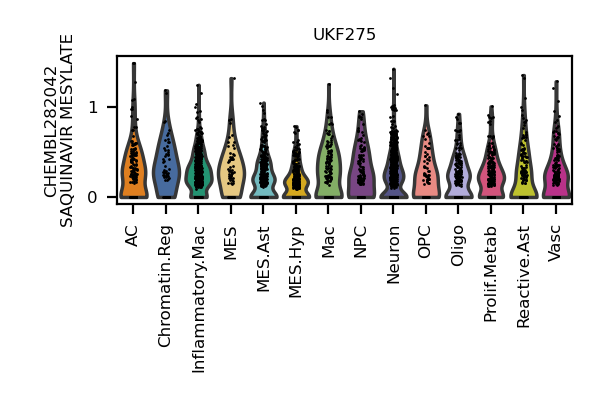 UKF275
CHEMBL282042
SAQUINAVIR MESYLATE
1
0
AC
Chromatin.Reg
Inflammatory.Mac
MES
MES.Ast
MES.Hyp
Mac
NPC
Neuron
OPC
Oligo
Prolif.Metab
Reactive.Ast
Vasc